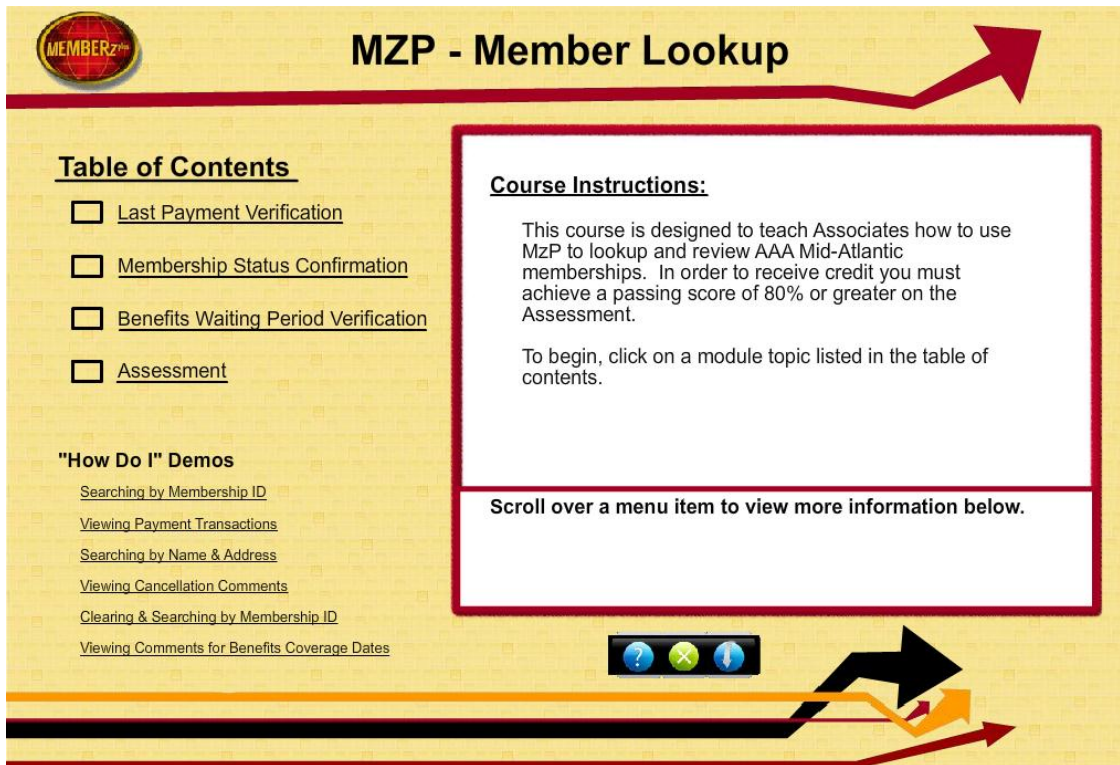 MEMBERz plus
MZP - Member Lookup
Table of Contents
Last Payment Verification
Membership Status Confirmation
Benefits Waiting Period Verification
Assessment
"How Do I" Demos
Searching by Membership ID
Viewing Payment Transactions
Searching by Name & Address
Viewing Cancellation Comments
Clearing & Searching by Membership ID
Viewing Comments for Benefits Coverage Dates
Course Instructions:
This course is designed to teach Associates how to use
MzP to lookup and review AAA Mid-Atlantic
memberships.  In order to receive credit you must
achieve a passing score of 80% or greater on the
Assessment.
To begin, click on a module topic listed in the table of
contents.
Scroll over a menu item to view more information below.
?